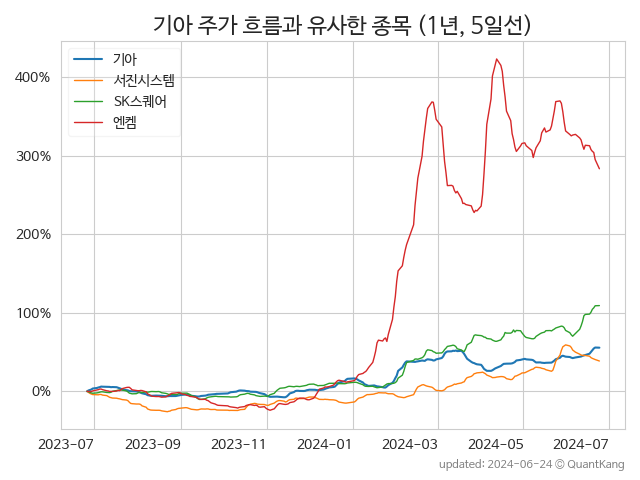 기아 주가 흐름과 유사한 종목 (1년, 5일선)
기아
서진시스템
SK스퀘어
엔켐
400%
300%
200%
100%
0%
2023-07 2023-09 2023-11 2024-01 2024-03 2024-05 2024-07
updated: 2024-06-24 © QuantKang